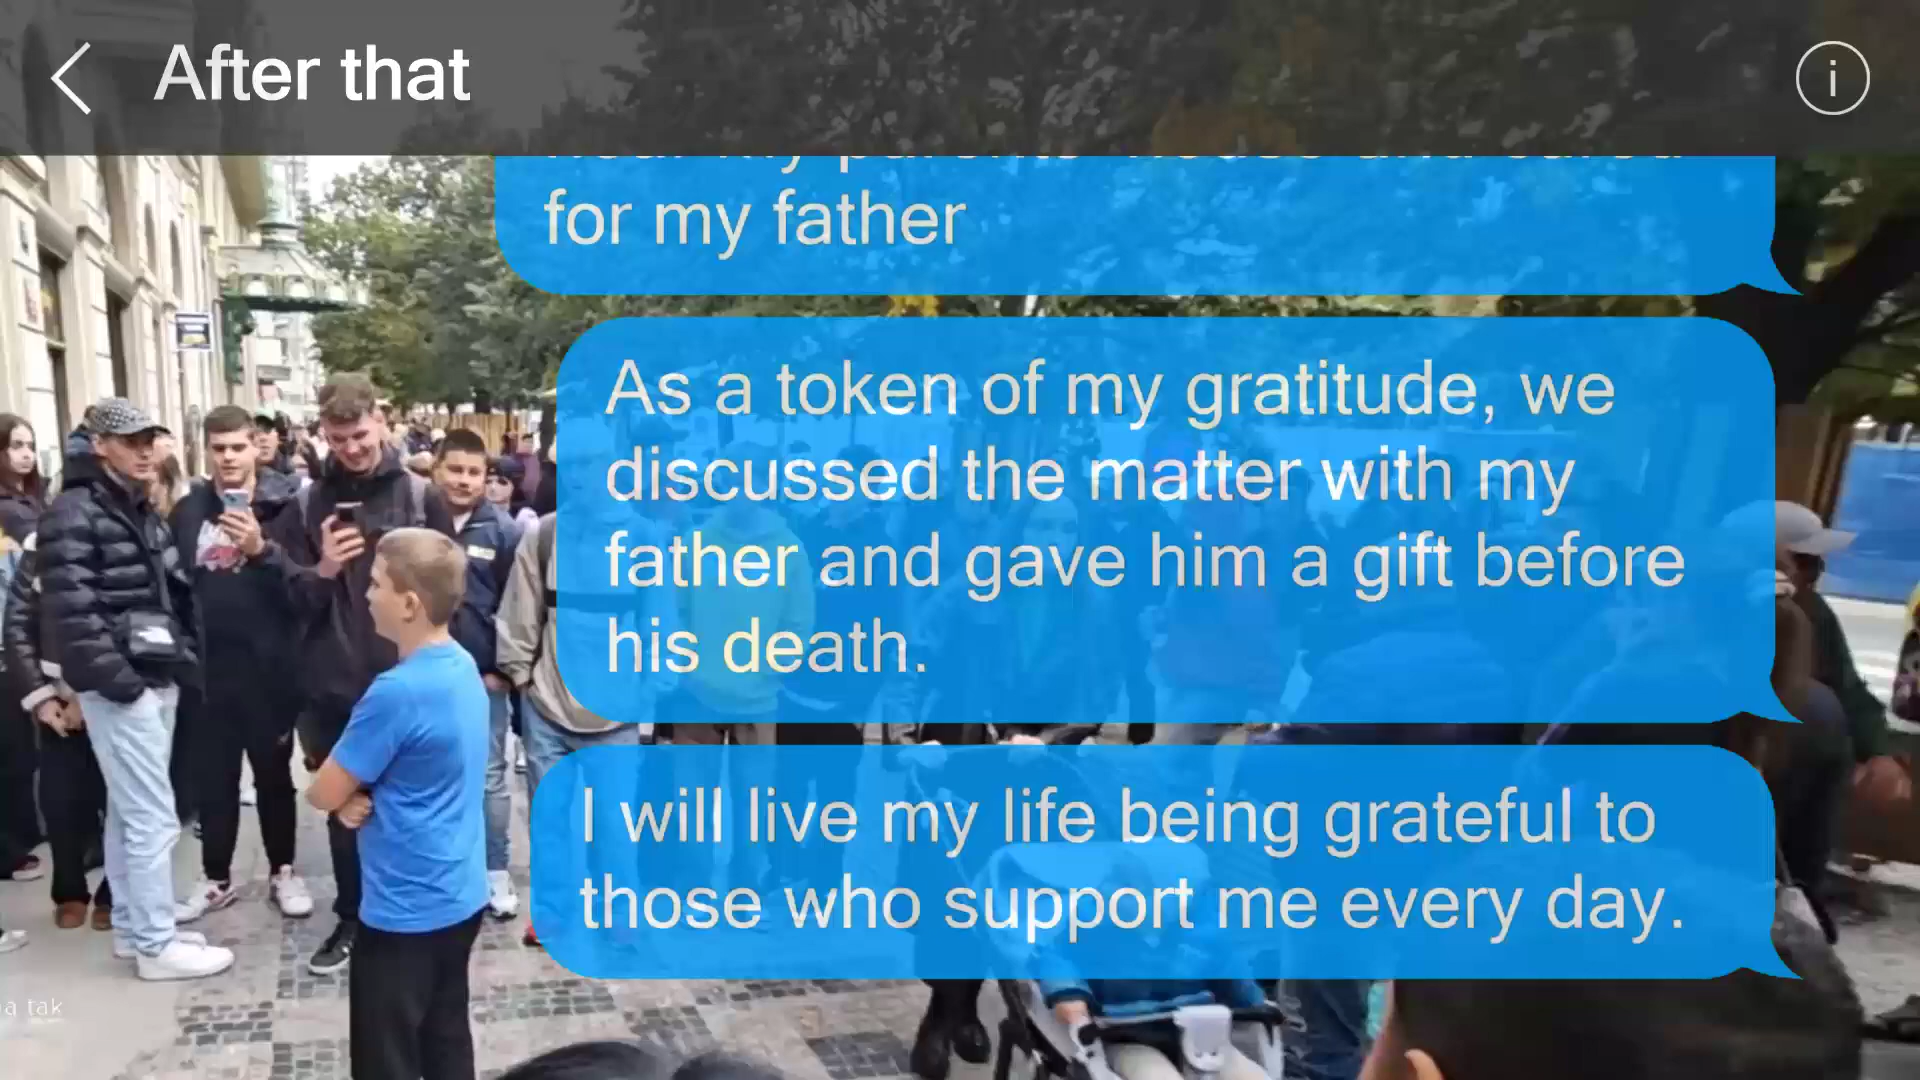 After that
for my father
As a token of my gratitude, we
discussed the matter with my
father and gave him a gift before
his death.
I will live my life being grateful to
those who support me every day.
a tak